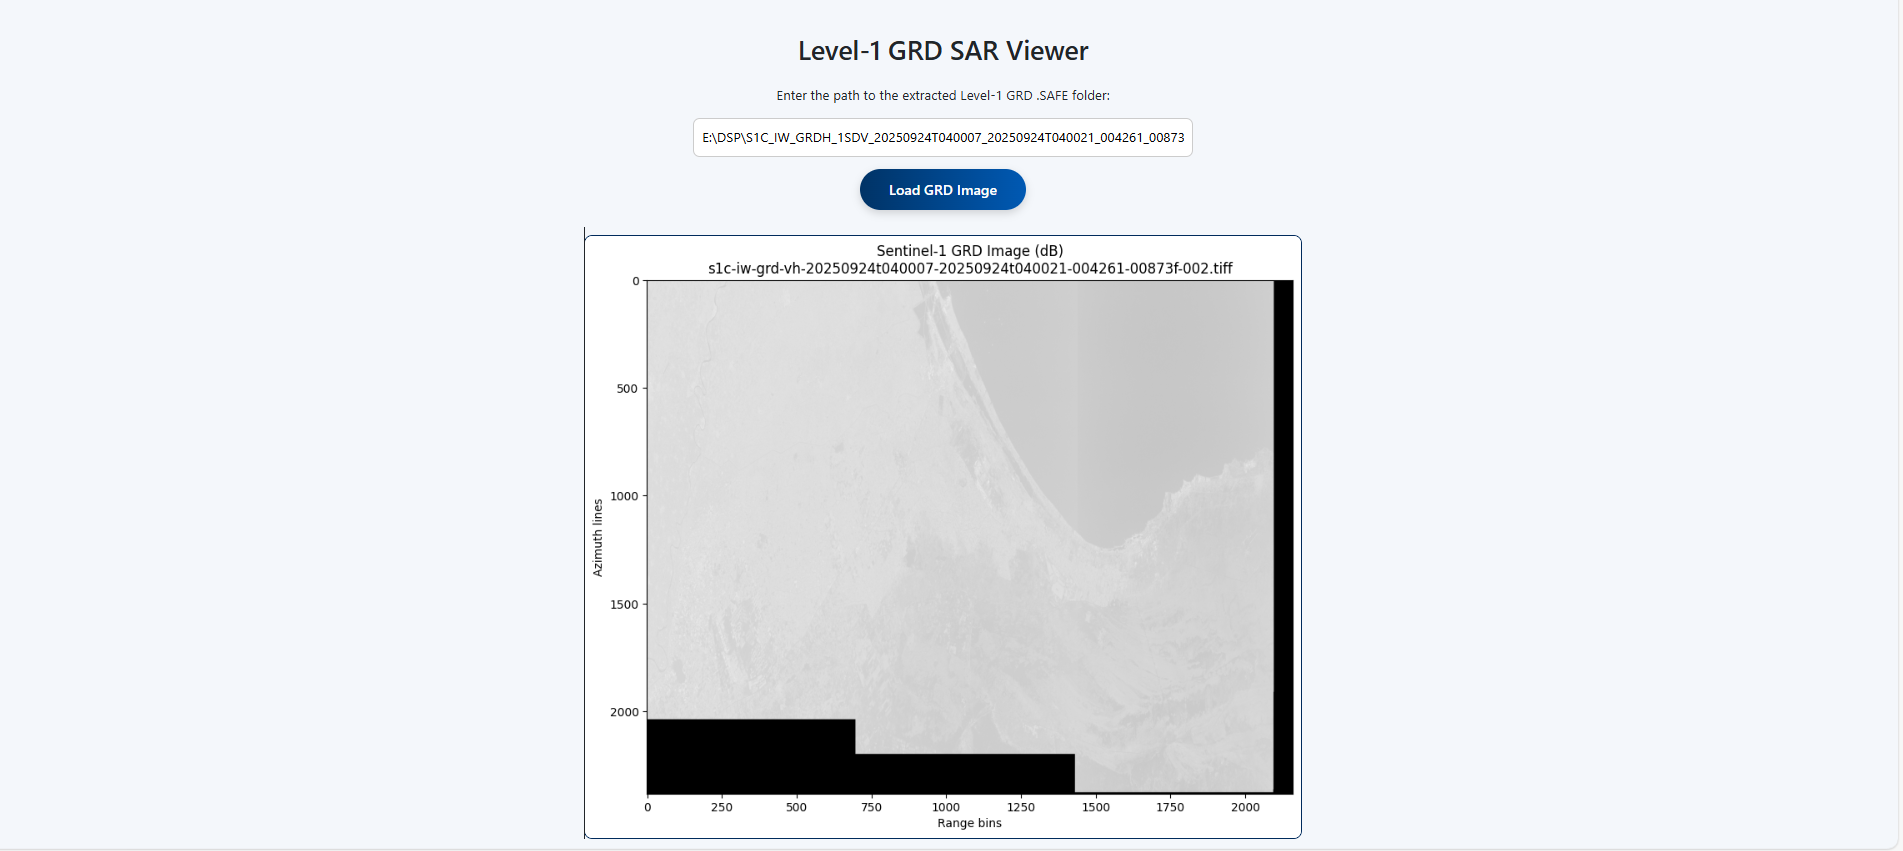 Level-1 GRD SAR Viewer
Enter the path to the extracted Level-1 GRD .SAFE folder:
E:\DSP\S1C_IW_GRDH_1SDV_20250924T040007_20250924T040021_004261_00873
Load GRD Image
Sentinel-1 GRD Image (dB)
s1c-iw-grd-vh-20250924t040007-20250924t040021-004261-00873f-002.tiff
0
500
1000
1500
2000
Azimuth lines
0 250 500 750 1000 1250 1500 1750 2000
Range bins